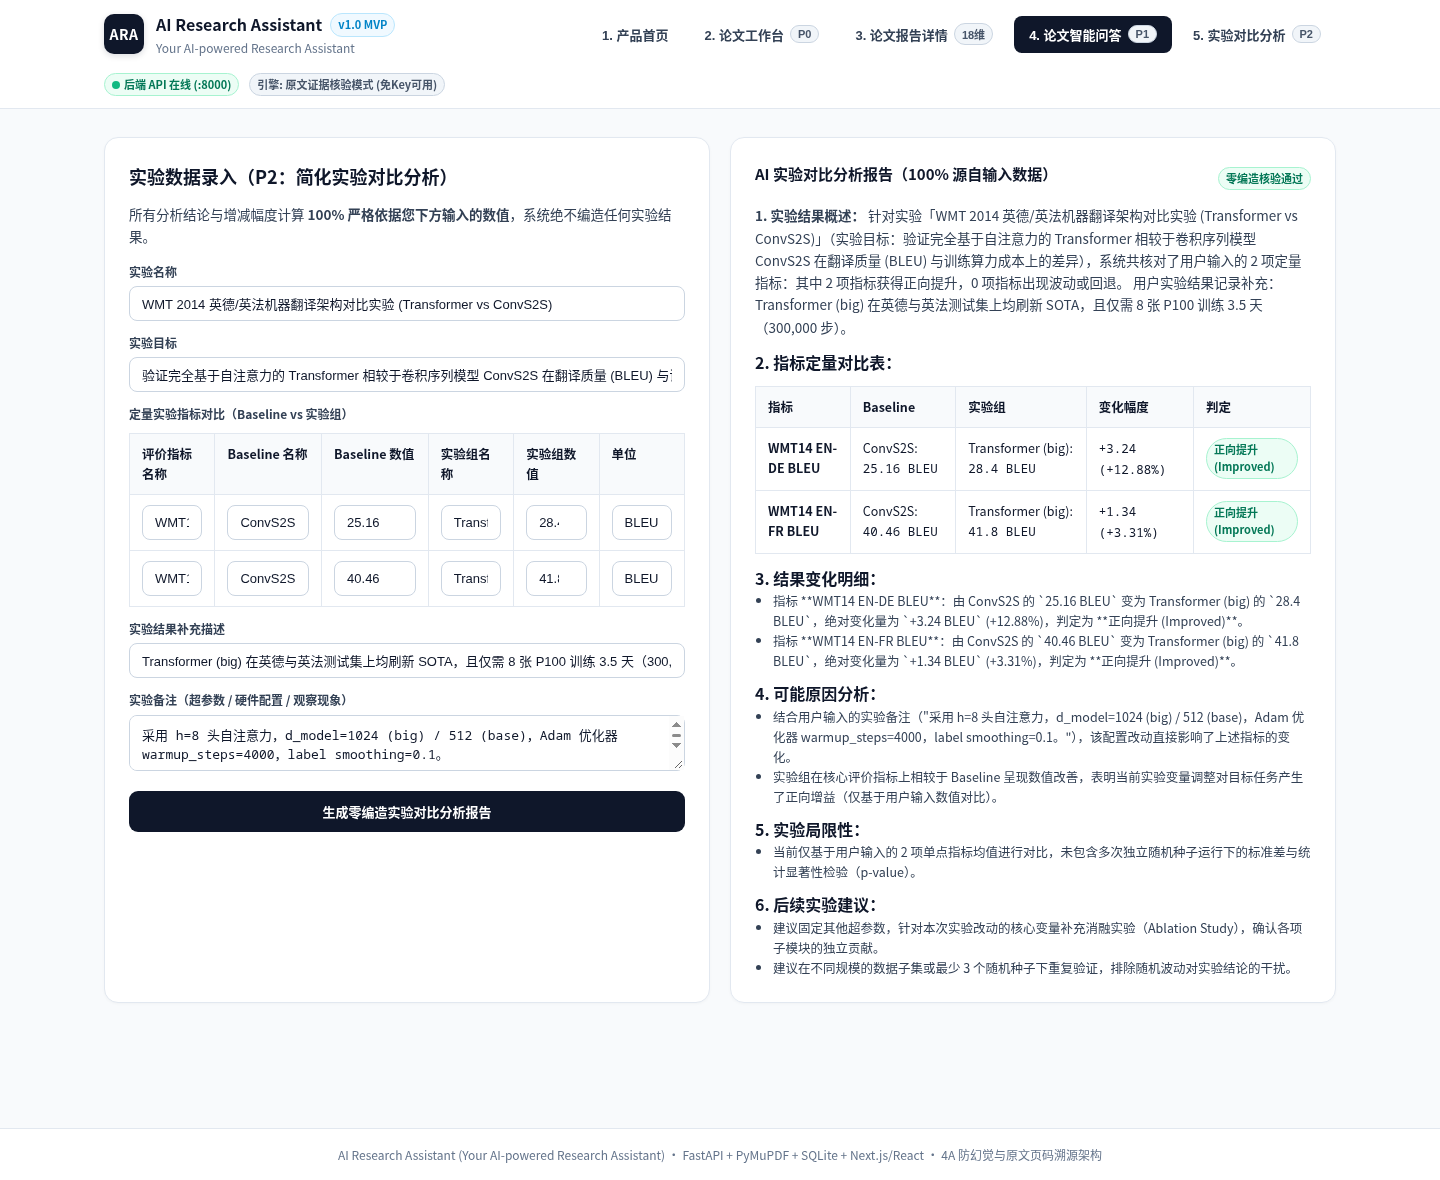 ARA
AI Research Assistant v1.0 MVP
Your AI-powered Research Assistant
1. 产品首页
2. 论文工作台 P0
3. 论文报告详情 18维
4. 论文智能问答 P1
5. 实验对比分析 P2
后端 API 在线 (:8000)
引擎: 原文证据核验模式 (免Key可用)
实验数据录入（P2：简化实验对比分析）
所有分析结论与增减幅度计算 100% 严格依据您下方输入的数值，系统绝不编造任何实验结
果。
实验名称
WMT 2014 英德/英法机器翻译架构对比实验 (Transformer vs ConvS2S)
实验目标
验证完全基于自注意力的 Transformer 相较于卷积序列模型 ConvS2S 在翻译质量 (BLEU) 与
定量实验指标对比（Baseline vs 实验组）
评价指标
名称
Baseline 名称
Baseline 数值
实验组名
称
实验组数
值
单位
WMT
ConvS2S
25.16
Trans
28.
BLEU
WMT
ConvS2S
40.46
Trans
41.
BLEU
实验结果补充描述
Transformer (big) 在英德与英法测试集上均刷新 SOTA，且仅需 8 张 P100 训练 3.5 天（300,
实验备注（超参数 / 硬件配置 / 观察现象）
采用 h=8 头自注意力，d_model=1024 (big) / 512 (base)，Adam 优化器
warmup_steps=4000，label smoothing=0.1。
生成零编造实验对比分析报告
AI 实验对比分析报告（100% 源自输入数据）
零编造核验通过
1. 实验结果概述： 针对实验「WMT 2014 英德/英法机器翻译架构对比实验 (Transformer vs
ConvS2S)」（实验目标：验证完全基于自注意力的 Transformer 相较于卷积序列模型
ConvS2S 在翻译质量 (BLEU) 与训练算力成本上的差异），系统共核对了用户输入的 2 项定量
指标：其中 2 项指标获得正向提升，0 项指标出现波动或回退。 用户实验结果记录补充：
Transformer (big) 在英德与英法测试集上均刷新 SOTA，且仅需 8 张 P100 训练 3.5 天
（300,000 步）。
2. 指标定量对比表：
指标
Baseline
实验组
变化幅度
判定
WMT14 EN-
DE BLEU
ConvS2S:
25.16 BLEU
Transformer (big):
28.4 BLEU
+3.24
(+12.88%)
正向提升
(Improved)
WMT14 EN-
FR BLEU
ConvS2S:
40.46 BLEU
Transformer (big):
41.8 BLEU
+1.34
(+3.31%)
正向提升
(Improved)
3. 结果变化明细：
• 指标 **WMT14 EN-DE BLEU**：由 ConvS2S 的 `25.16 BLEU` 变为 Transformer (big) 的 `28.4
BLEU`，绝对变化量为 `+3.24 BLEU` (+12.88%)，判定为 **正向提升 (Improved)**。
• 指标 **WMT14 EN-FR BLEU**：由 ConvS2S 的 `40.46 BLEU` 变为 Transformer (big) 的 `41.8
BLEU`，绝对变化量为 `+1.34 BLEU` (+3.31%)，判定为 **正向提升 (Improved)**。
4. 可能原因分析：
• 结合用户输入的实验备注（"采用 h=8 头自注意力，d_model=1024 (big) / 512 (base)，Adam 优
化器 warmup_steps=4000，label smoothing=0.1。"），该配置改动直接影响了上述指标的变
化。
• 实验组在核心评价指标上相较于 Baseline 呈现数值改善，表明当前实验变量调整对目标任务产生
了正向增益（仅基于用户输入数值对比）。
5. 实验局限性：
• 当前仅基于用户输入的 2 项单点指标均值进行对比，未包含多次独立随机种子运行下的标准差与统
计显著性检验（p-value）。
6. 后续实验建议：
• 建议固定其他超参数，针对本次实验改动的核心变量补充消融实验（Ablation Study），确认各项
子模块的独立贡献。
• 建议在不同规模的数据子集或最少 3 个随机种子下重复验证，排除随机波动对实验结论的干扰。
AI Research Assistant (Your AI-powered Research Assistant) • FastAPI + PyMuPDF + SQLite + Next.js/React • 4A 防幻觉与原文页码溯源架构